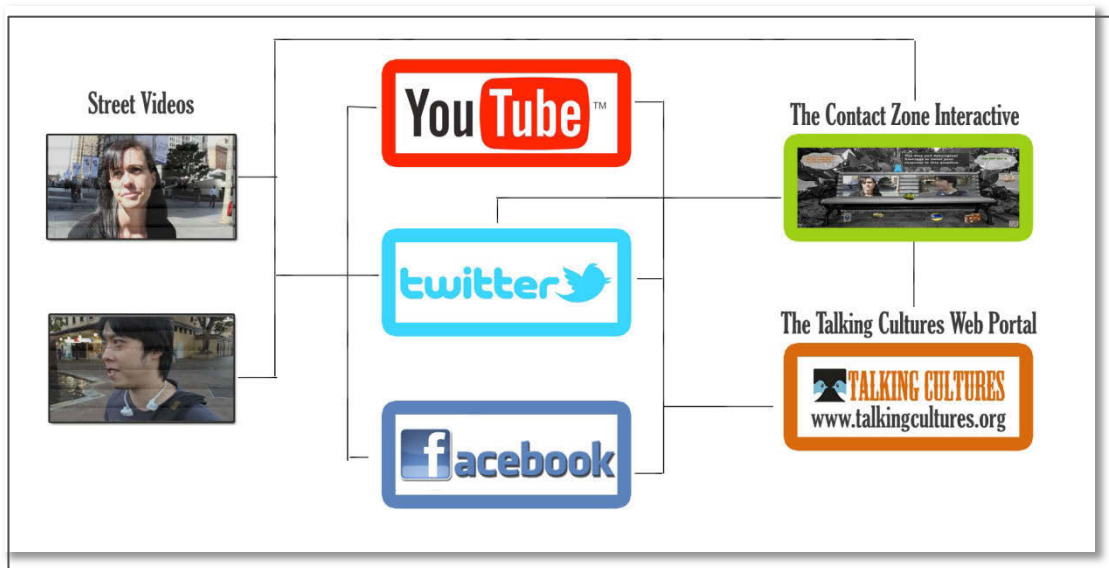 Street Videos
YouTube™
twitter
facebook
The Contact Zone Interactive
The Talking Cultures Web Portal
TALKING CULTURES
www.talkingcultures.org